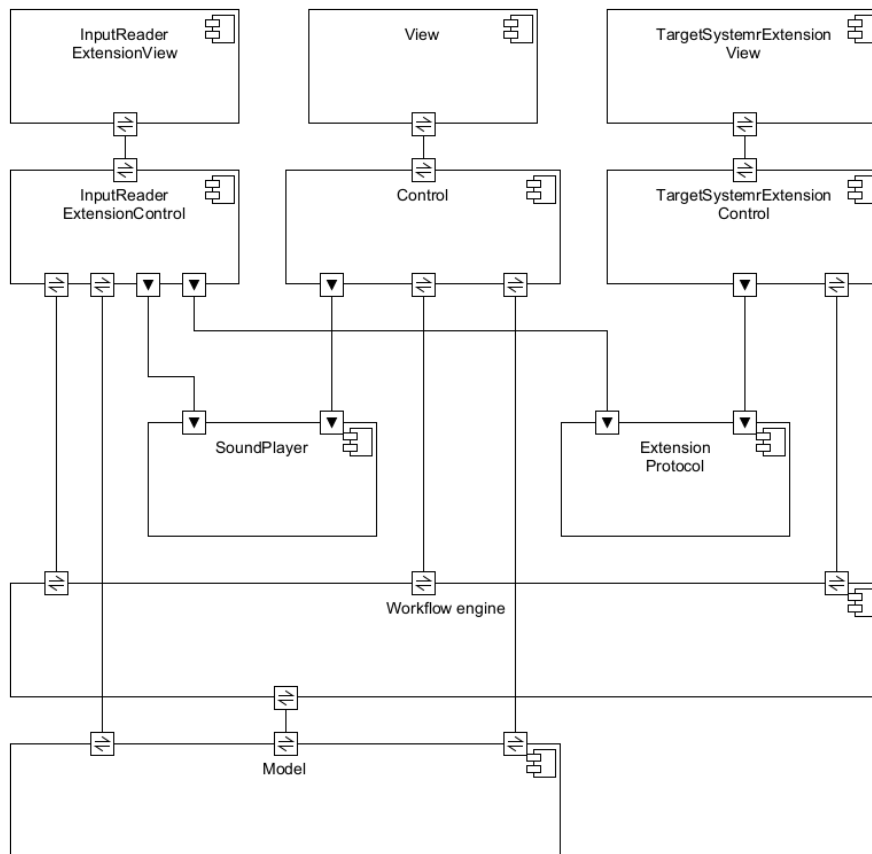 InputReader
ExtensionView
View
TargetSystemrExtension
View
InputReader
ExtensionControl
Control
TargetSystemrExtension
Control
SoundPlayer
Extension
Protocol
Workflow engine
Model